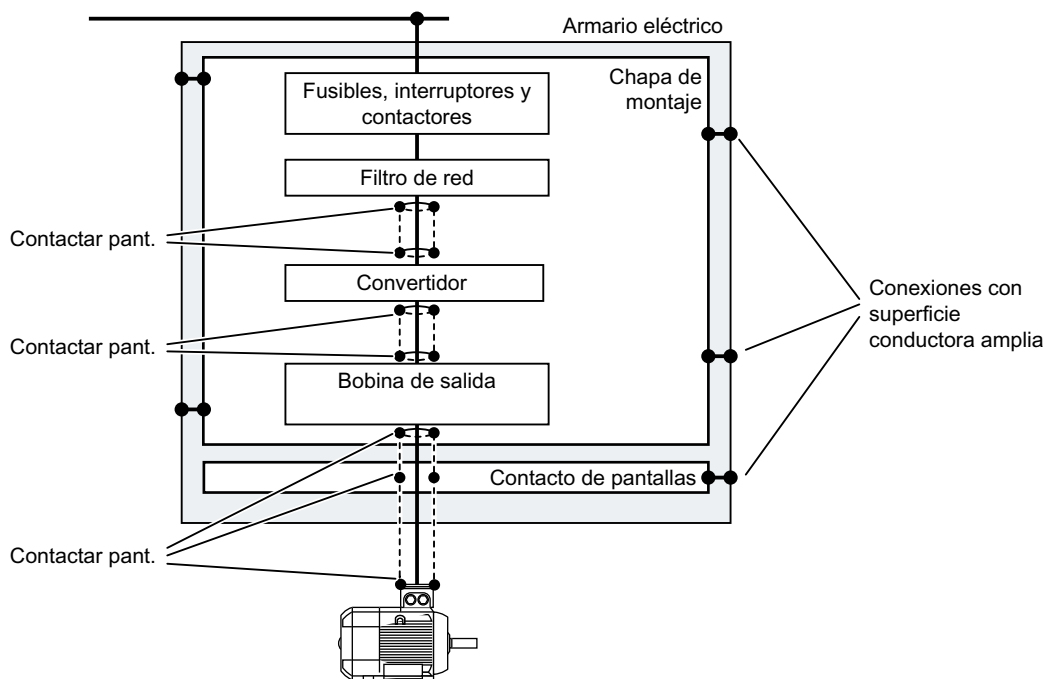 Armario eléctrico
Chapa de
montaje
Fusibles, interruptores y
contactores
Filtro de red
Contactar pant.
Convertidor
Conexiones con
superficie
conductora amplia
Contactar pant.
Bobina de salida
Contacto de pantallas
Contactar pant.